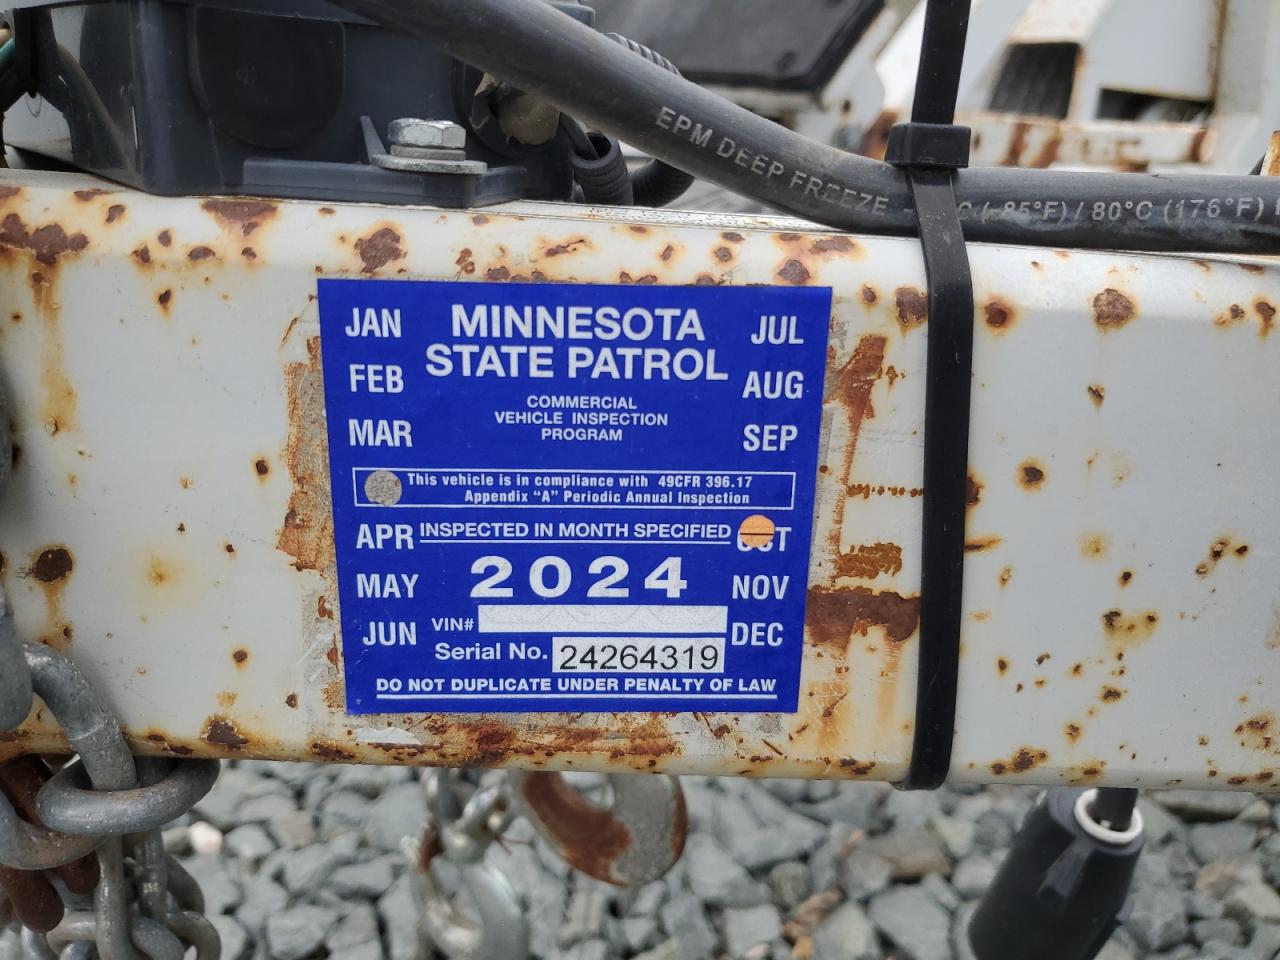 EPM DEEP FREEZE
(-85°F) / 80°C (176°F)
JAN
FEB
MAR
MINNESOTA
STATE PATROL
COMMERCIAL
VEHICLE INSPECTION
PROGRAM
JUL
AUG
SEP
This vehicle is in compliance with 49CFR 396.17
Appendix "A" Periodic Annual Inspection
APR
MAY
JUN
INSPECTED IN MONTH SPECIFIED
2024
VIN#
Serial No. 24264319
OCT
NOV
DEC
DO NOT DUPLICATE UNDER PENALTY OF LAW